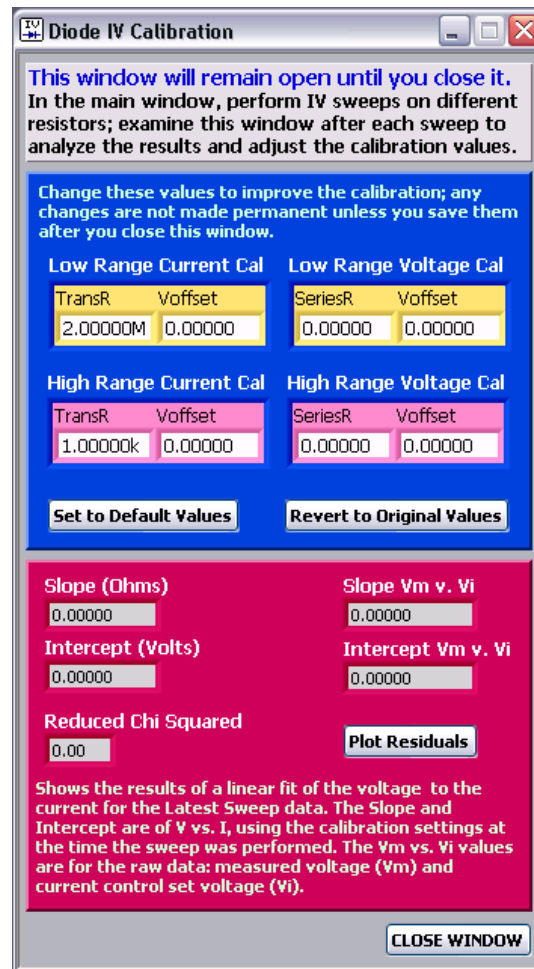 IV
Diode IV Calibration
This window will remain open until you close it.
In the main window, perform IV sweeps on different
resistors; examine this window after each sweep to
analyze the results and adjust the calibration values.
Change these values to improve the calibration; any
changes are not made permanent unless you save them
after you close this window.
Low Range Current Cal Low Range Voltage Cal
TransR Voffset SeriesR Voffset
2.00000M 0.00000 0.00000 0.00000
High Range Current Cal High Range Voltage Cal
TransR Voffset SeriesR Voffset
1.00000k 0.00000 0.00000 0.00000
Set to Default Values Revert to Original Values
Slope (Ohms) Slope Vm v. Vi
0.00000 0.00000
Intercept (Volts) Intercept Vm v. Vi
0.00000 0.00000
Reduced Chi Squared
0.00 Plot Residuals
Shows the results of a linear fit of the voltage to the
current for the Latest Sweep data. The Slope and
Intercept are of V vs. I, using the calibration settings at
the time the sweep was performed. The Vm vs. Vi values
are for the raw data: measured voltage (Vm) and
current control set voltage (Vi).
CLOSE WINDOW